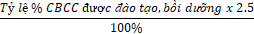 Tỷ lệ % CBCC được đào tạo, bồi dưỡng x 2.5
100%